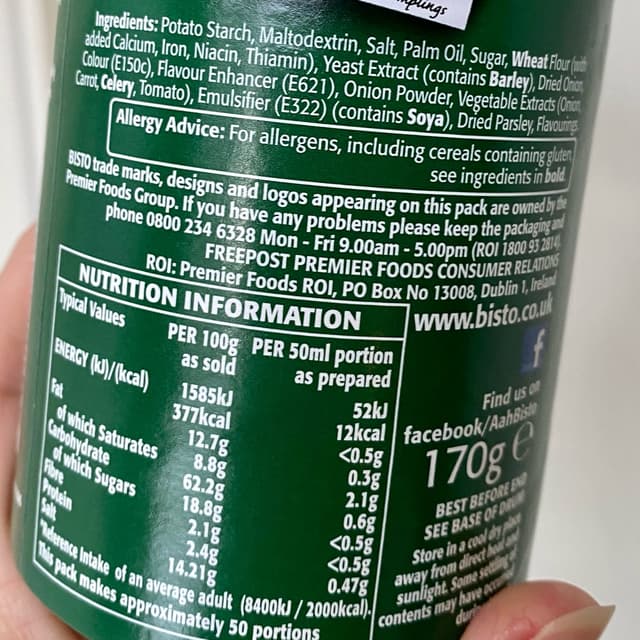 Ingredients: Potato Starch, Maltodextrin, Salt, Palm Oil, Sugar, Wheat Flour (with
added Calcium, Iron, Niacin, Thiamin), Yeast Extract (contains Barley), Dried Onion,
Colour (E150c), Flavour Enhancer (E621), Onion Powder, Vegetable Extracts (Onion,
Carrot, Celery, Tomato), Emulsifier (E322) (contains Soya), Dried Parsley, Flavourings.
Allergy Advice: For allergens, including cereals containing gluten,
see ingredients in bold.
BISTO trade marks, designs and logos appearing on this pack are owned by the
Premier Foods Group. If you have any problems please keep the packaging and
phone 0800 234 6328 Mon - Fri 9.00am - 5.00pm (ROI 1800 93 2814)
FREEPOST PREMIER FOODS CONSUMER RELATIONS
ROI: Premier Foods ROI, PO Box No 13008, Dublin 1, Ireland
www.bisto.co.uk
f
Find us on
facebook/AahBisto
170g e
BEST BEFORE END
SEE BASE OF DRUM
Store in a cool dry place
away from direct heat and
sunlight. Some settling of
contents may have occurred
during
NUTRITION INFORMATION
Typical Values PER 100g PER 50ml portion
as sold as prepared
ENERGY (kJ)/(kcal) 1585kJ 52kJ
377kcal 12kcal
Fat 12.7g <0.5g
of which Saturates 8.8g 0.3g
Carbohydrate 62.2g 2.1g
of which Sugars 18.8g 0.6g
Fibre 2.1g <0.5g
Protein 2.4g <0.5g
Salt 14.21g 0.47g
*Reference Intake of an average adult (8400kJ / 2000kcal).
This pack makes approximately 50 portions